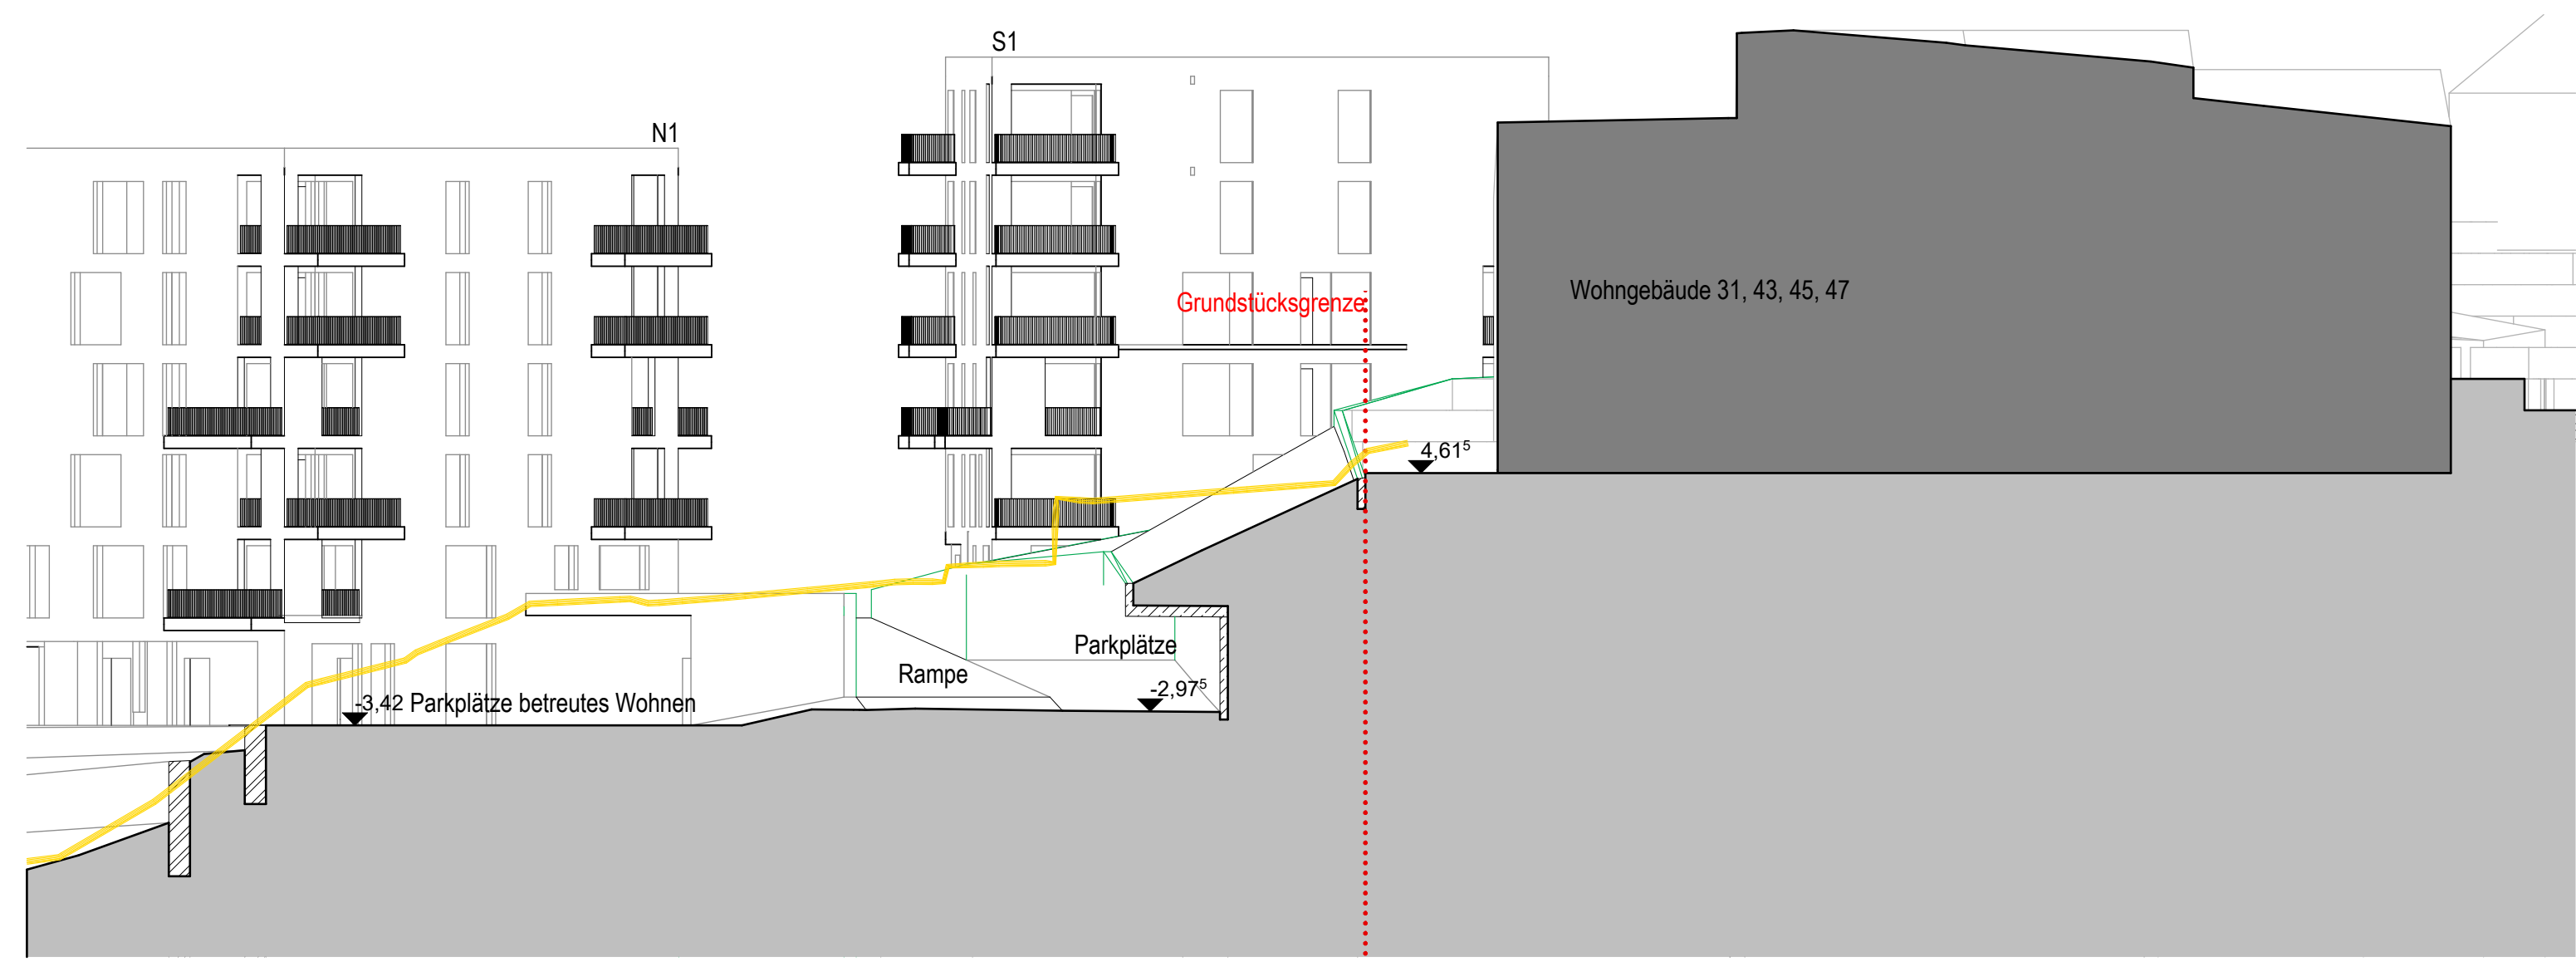 S1
N1
Wohngebäude 31, 43, 45, 47
Grundstücksgrenze
4,61⁵
Parkplätze
Rampe
-2,97⁵
-3,42 Parkplätze betreutes Wohnen